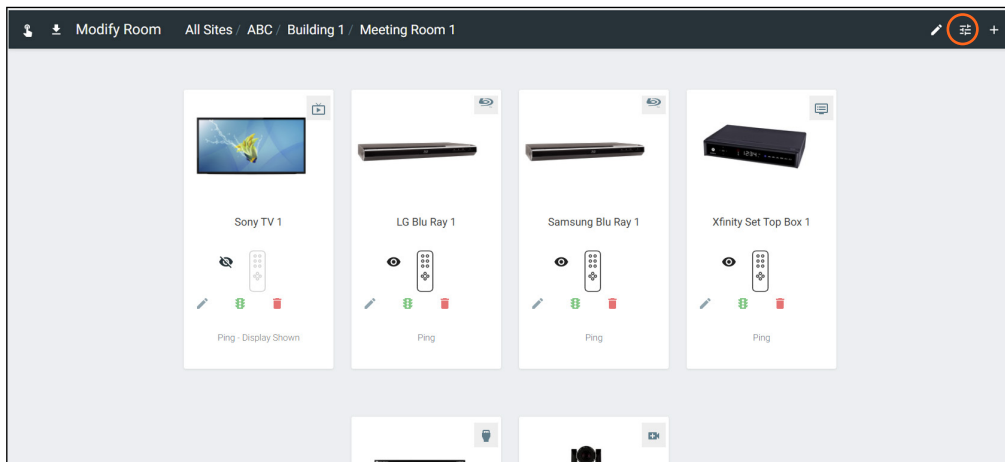 Modify Room All Sites / ABC / Building 1 / Meeting Room 1
Sony TV 1 LG Blu Ray 1 Samsung Blu Ray 1 Xfinity Set Top Box 1
Ping - Display Shown Ping Ping Ping